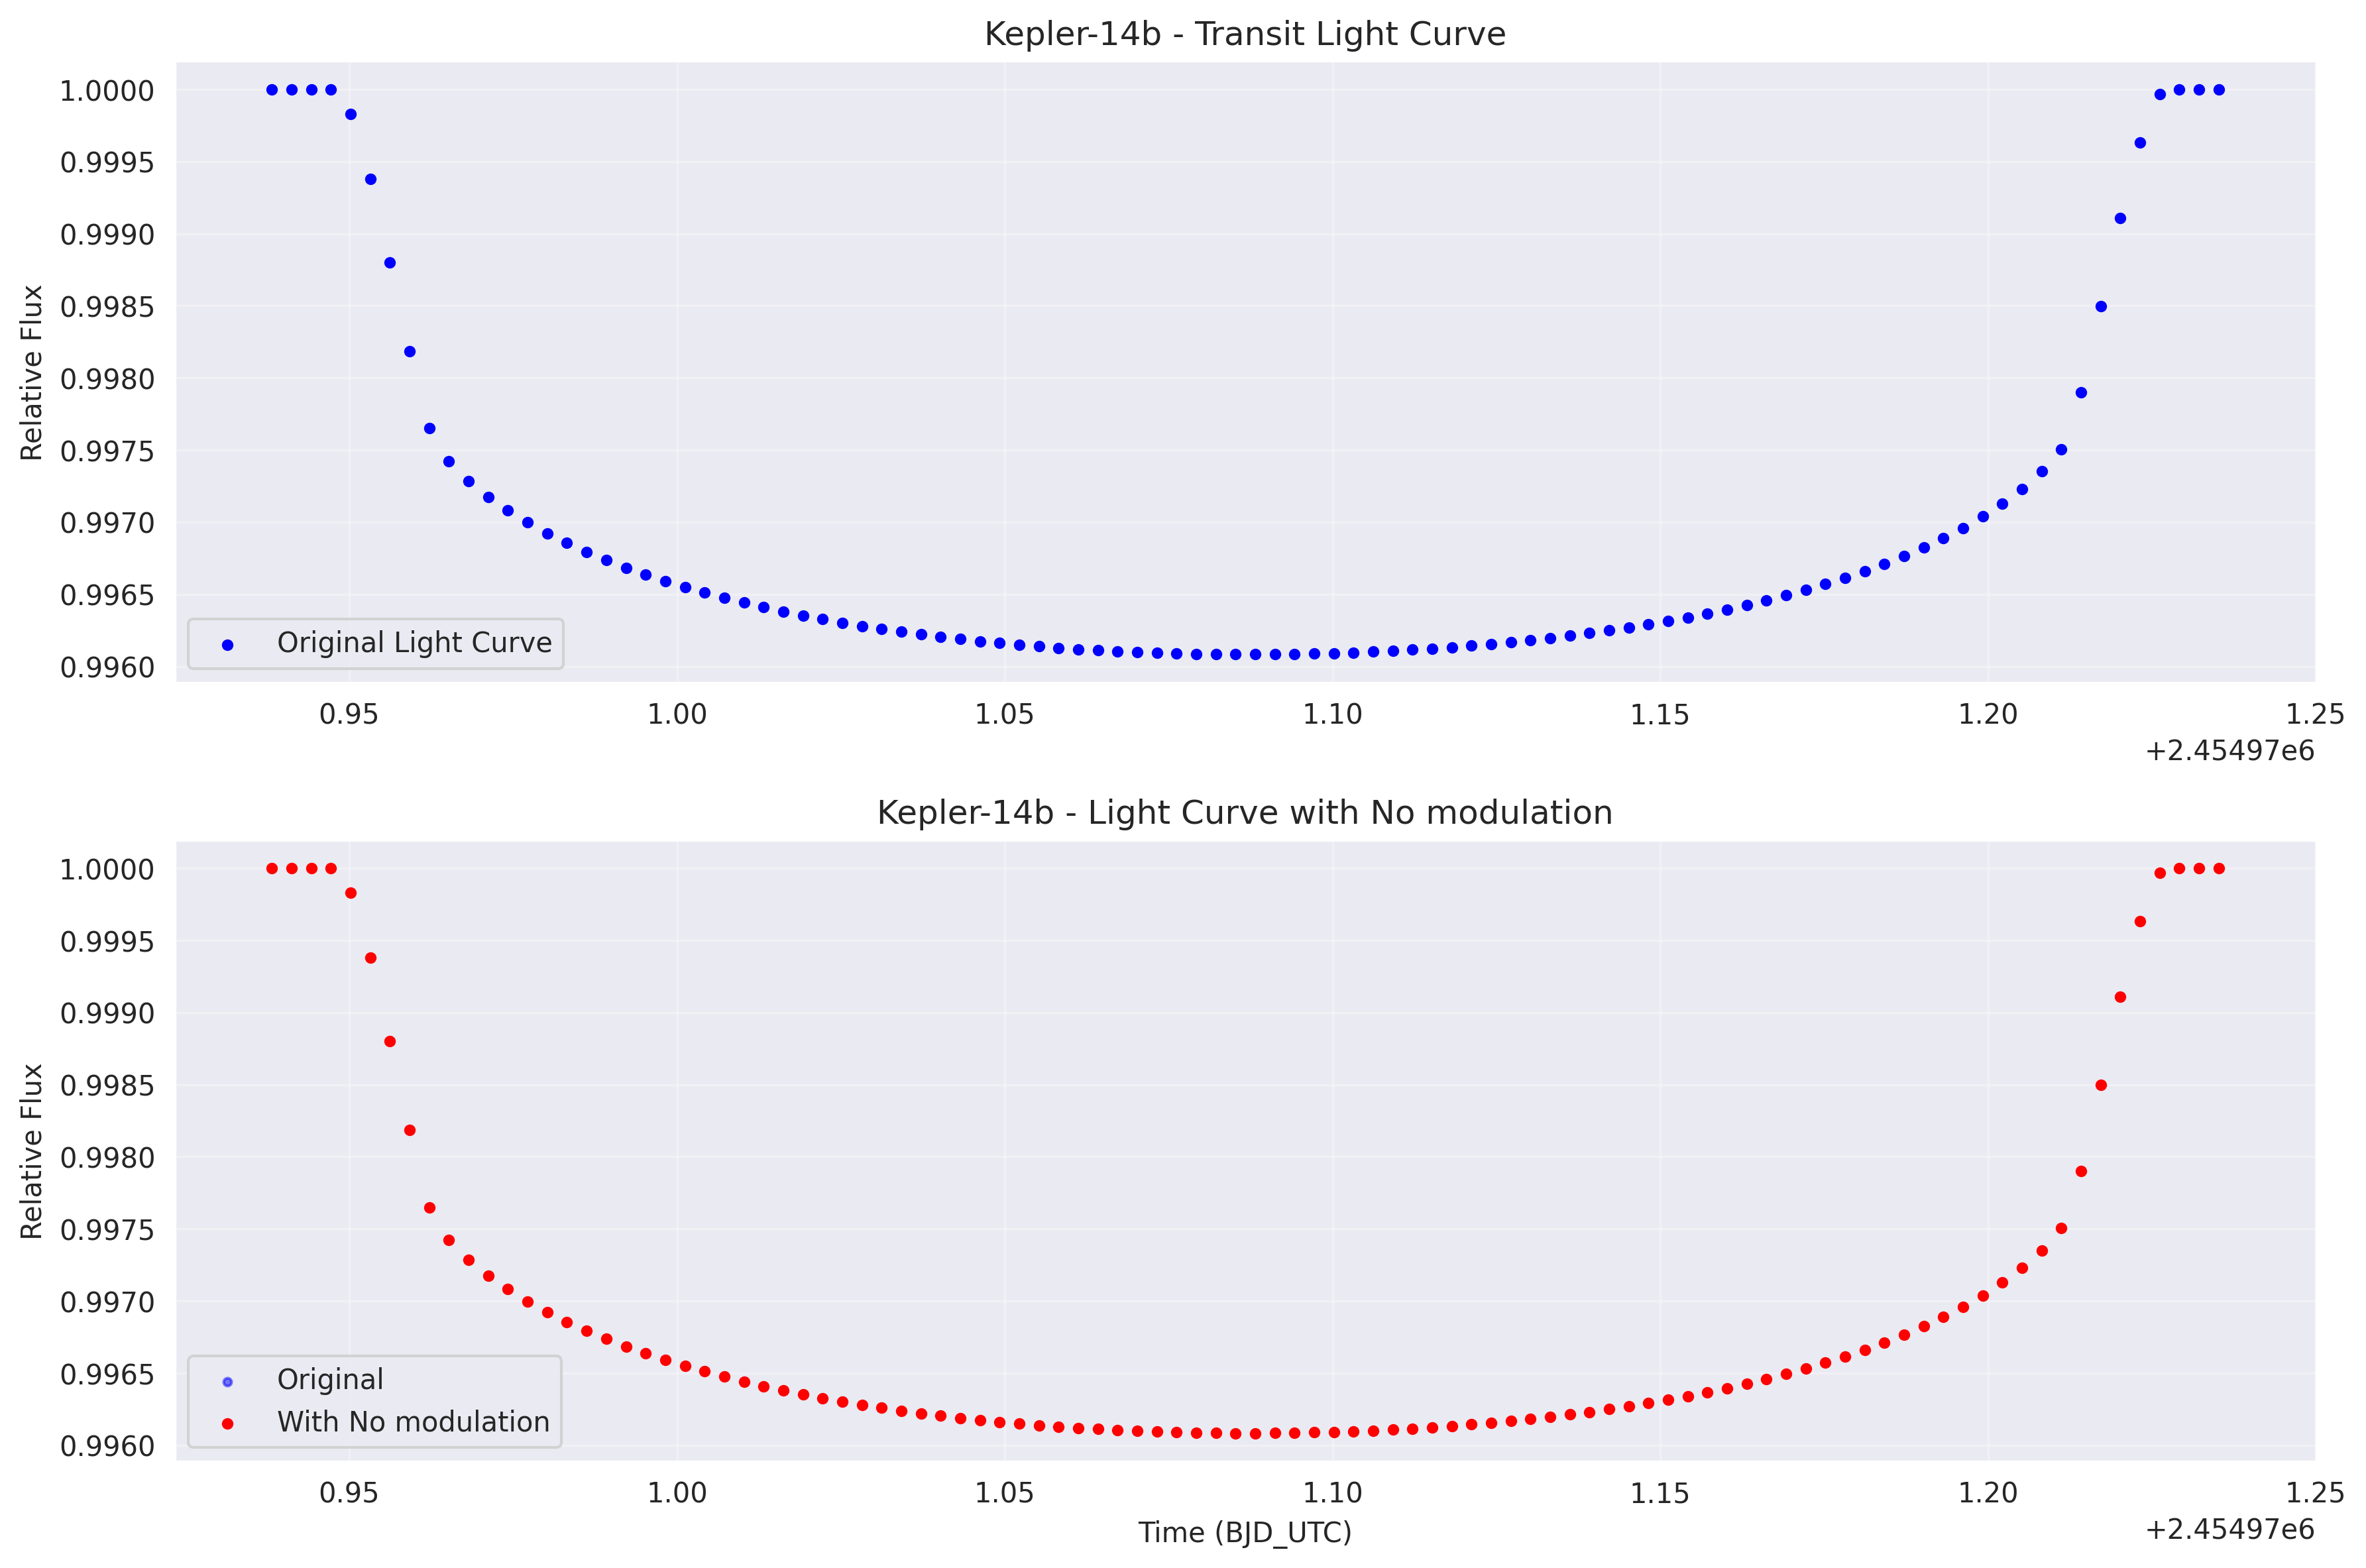 Kepler-14b - Transit Light Curve
1.0000
0.9995
0.9990
0.9985
0.9980
0.9975
0.9970
0.9965
0.9960
Relative Flux
Original Light Curve
0.95 1.00 1.05 1.10 1.15 1.20 1.25
+2.45497e6
Kepler-14b - Light Curve with No modulation
1.0000
0.9995
0.9990
0.9985
0.9980
0.9975
0.9970
0.9965
0.9960
Relative Flux
Original
With No modulation
0.95 1.00 1.05 1.10 1.15 1.20 1.25
Time (BJD_UTC)
+2.45497e6